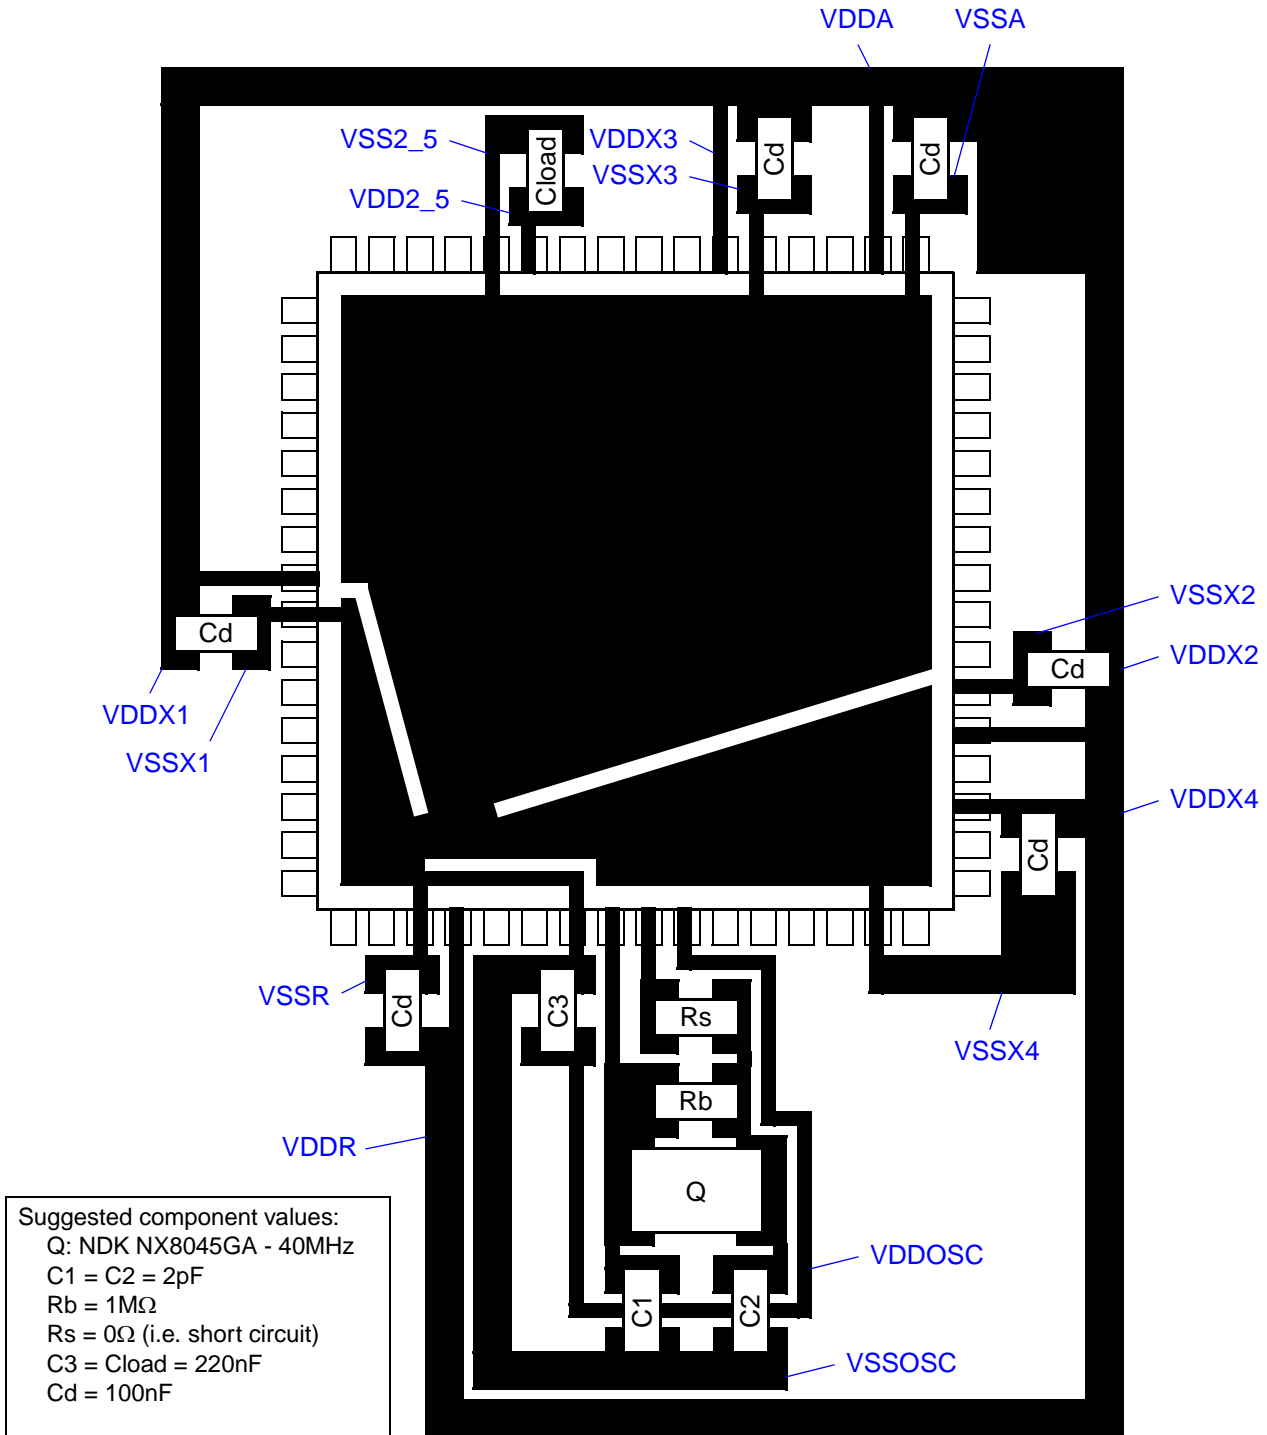 VDDA VSSA
VSS2_5
Cload
VDDX3
Cd
Cd
VSSX3
VDD2_5
VSSX2
Cd
VDDX2
Cd
VDDX1
VSSX1
VDDX4
Cd
VSSR
Cd
C3
Rs
VSSX4
Rb
VDDR
Q
VDDOSC
C1
C2
VSSOSC
Suggested component values:
Q: NDK NX8045GA - 40MHz
C1 = C2 = 2pF
Rb = 1MΩ
Rs = 0Ω (i.e. short circuit)
C3 = Cload = 220nF
Cd = 100nF